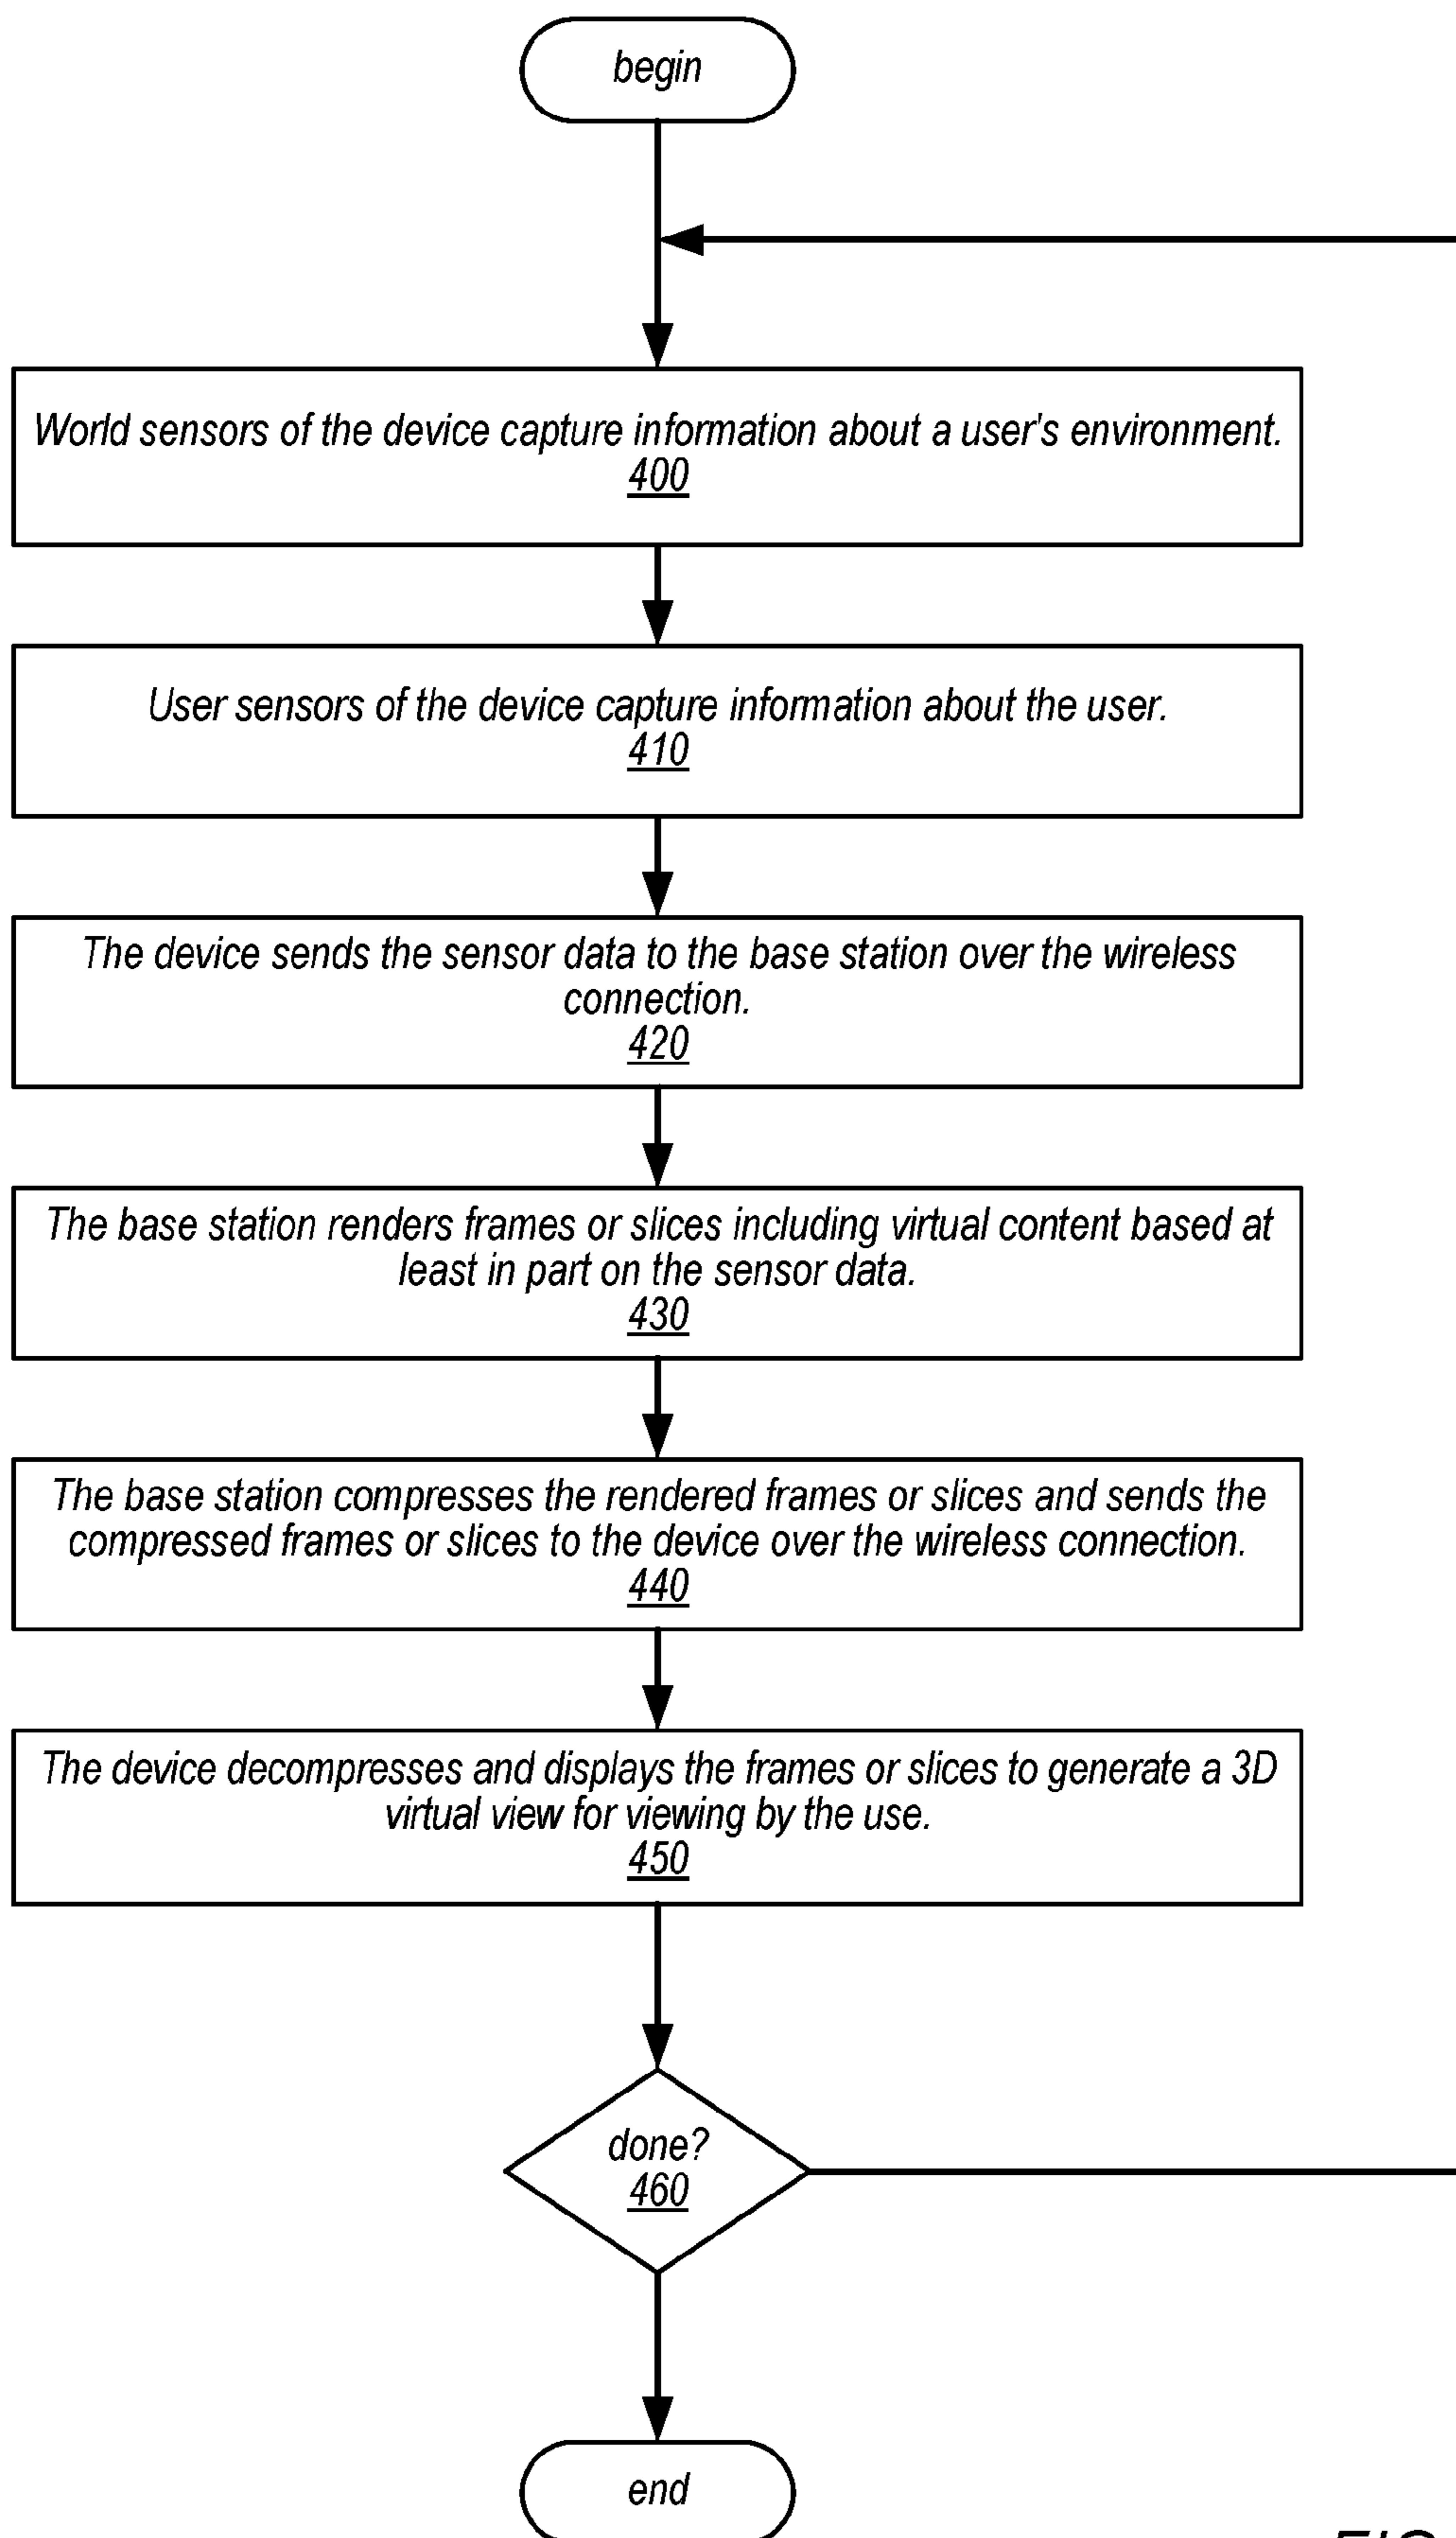 begin
World sensors of the device capture information about a user's environment.
400
User sensors of the device capture information about the user.
410
The device sends the sensor data to the base station over the wireless
connection.
420
The base station renders frames or slices including virtual content based at
least in part on the sensor data.
430
The base station compresses the rendered frames or slices and sends the
compressed frames or slices to the device over the wireless connection.
440
The device decompresses and displays the frames or slices to generate a 3D
virtual view for viewing by the use.
450
done?
460
end